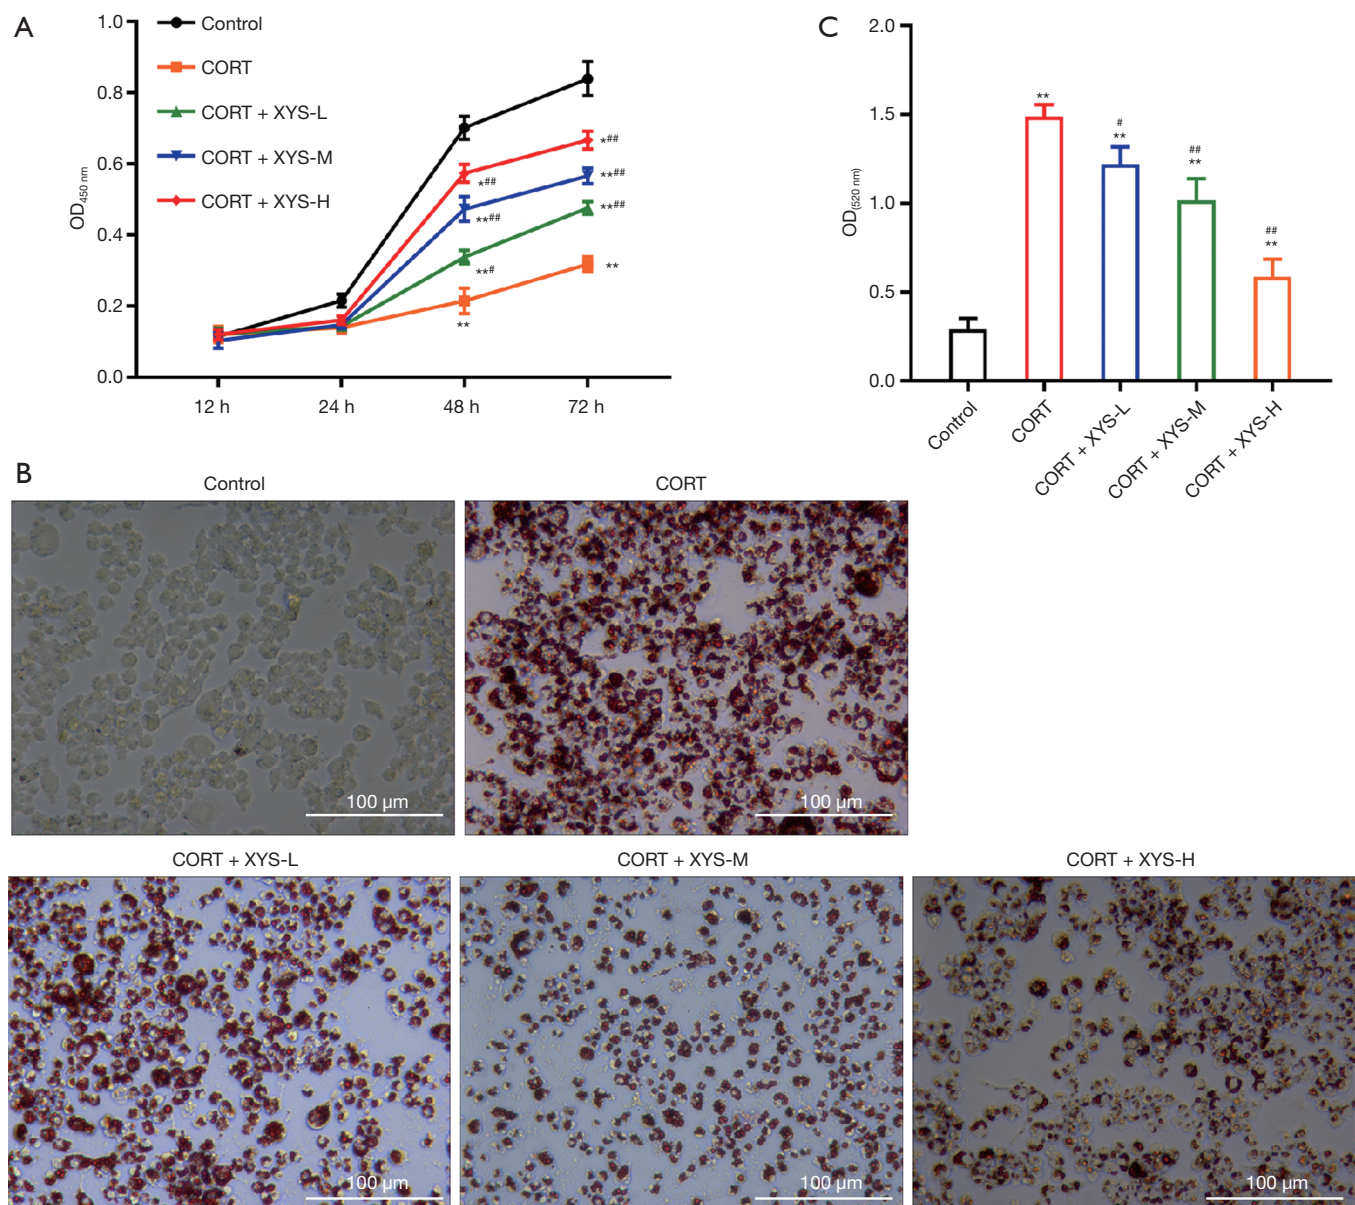 A
1.0
0.8
0.6
0.4
0.2
0.0
OD450 nm
Control
CORT
CORT + XYS-L
CORT + XYS-M
CORT + XYS-H
*##
**##
**##
**
*##
**##
**#
**
12 h
24 h
48 h
72 h
C
2.0
1.5
1.0
0.5
0.0
OD(520 nm)
**
#
**
##
**
##
**
Control
CORT
CORT + XYS-L
CORT + XYS-M
CORT + XYS-H
B
Control
CORT
100 µm
100 µm
CORT + XYS-L
CORT + XYS-M
CORT + XYS-H
100 µm
100 µm
100 µm